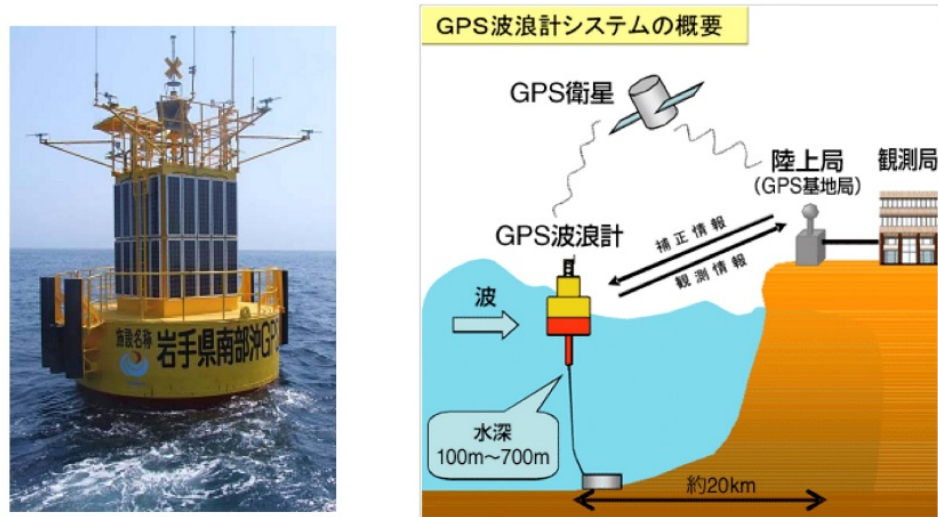 施設名称
岩手県南部沖GPS
GPS波浪計システムの概要
GPS衛星
陸上局
(GPS基地局)
観測局
GPS波浪計
補正情報
観測情報
波
水深
100m~700m
約20km